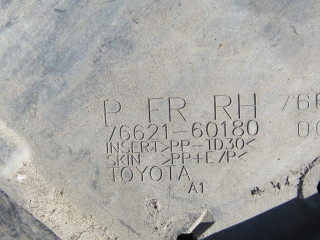 P FR RH
76621-60180
INSERT>PP-TD30<
SKIN >PP+E/P<
TOYOTA
A1